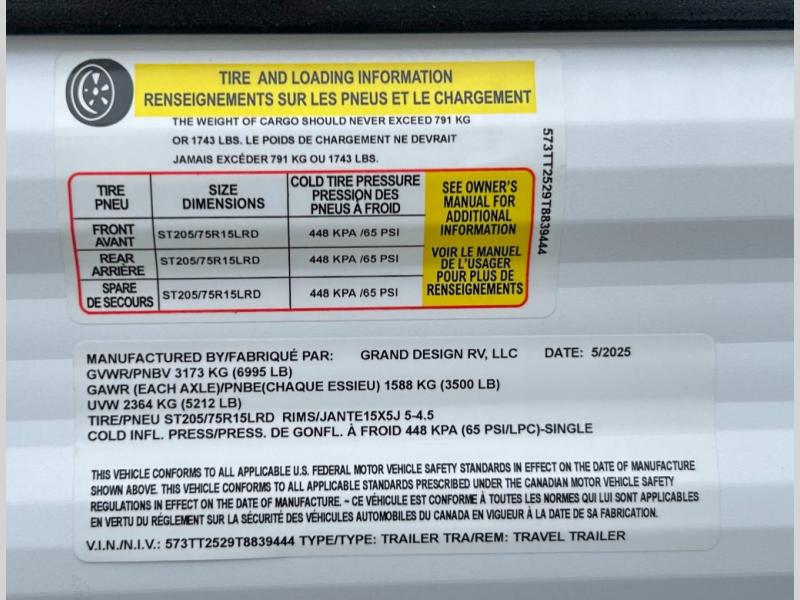 TIRE AND LOADING INFORMATION
RENSEIGNEMENTS SUR LES PNEUS ET LE CHARGEMENT
THE WEIGHT OF CARGO SHOULD NEVER EXCEED 791 KG
OR 1743 LBS. LE POIDS DE CHARGEMENT NE DEVRAIT
JAMAIS EXCÉDER 791 KG OU 1743 LBS.
TIRE
PNEU
SIZE
DIMENSIONS
COLD TIRE PRESSURE
PRESSION DES
PNEUS À FROID
FRONT
AVANT
ST205/75R15LRD
448 KPA /65 PSI
REAR
ARRIÈRE
ST205/75R15LRD
448 KPA /65 PSI
SPARE
DE SECOURS
ST205/75R15LRD
448 KPA /65 PSI
SEE OWNER'S
MANUAL FOR
ADDITIONAL
INFORMATION
VOIR LE MANUEL
DE L'USAGER
POUR PLUS DE
RENSEIGNEMENTS
573TT2529T8839444
MANUFACTURED BY/FABRIQUÉ PAR: GRAND DESIGN RV, LLC DATE: 5/2025
GVWR/PNBV 3173 KG (6995 LB)
GAWR (EACH AXLE)/PNBE(CHAQUE ESSIEU) 1588 KG (3500 LB)
UVW 2364 KG (5212 LB)
TIRE/PNEU ST205/75R15LRD RIMS/JANTE15X5J 5-4.5
COLD INFL. PRESS/PRESS. DE GONFL. À FROID 448 KPA (65 PSI/LPC)-SINGLE
THIS VEHICLE CONFORMS TO ALL APPLICABLE U.S. FEDERAL MOTOR VEHICLE SAFETY STANDARDS IN EFFECT ON THE DATE OF MANUFACTURE
SHOWN ABOVE. THIS VEHICLE CONFORMS TO ALL APPLICABLE STANDARDS PRESCRIBED UNDER THE CANADIAN MOTOR VEHICLE SAFETY
REGULATIONS IN EFFECT ON THE DATE OF MANUFACTURE. ~ CE VÉHICULE EST CONFORME À TOUTES LES NORMES QUI LUI SONT APPLICABLES
EN VERTU DU RÉGLEMENT SUR LA SÉCURITÉ DES VÉHICULES AUTOMOBILES DU CANADA EN VIGUEUR À LA DATE DE SA FABRICATION.
V.I.N./N.I.V.: 573TT2529T8839444 TYPE/TYPE: TRAILER TRA/REM: TRAVEL TRAILER